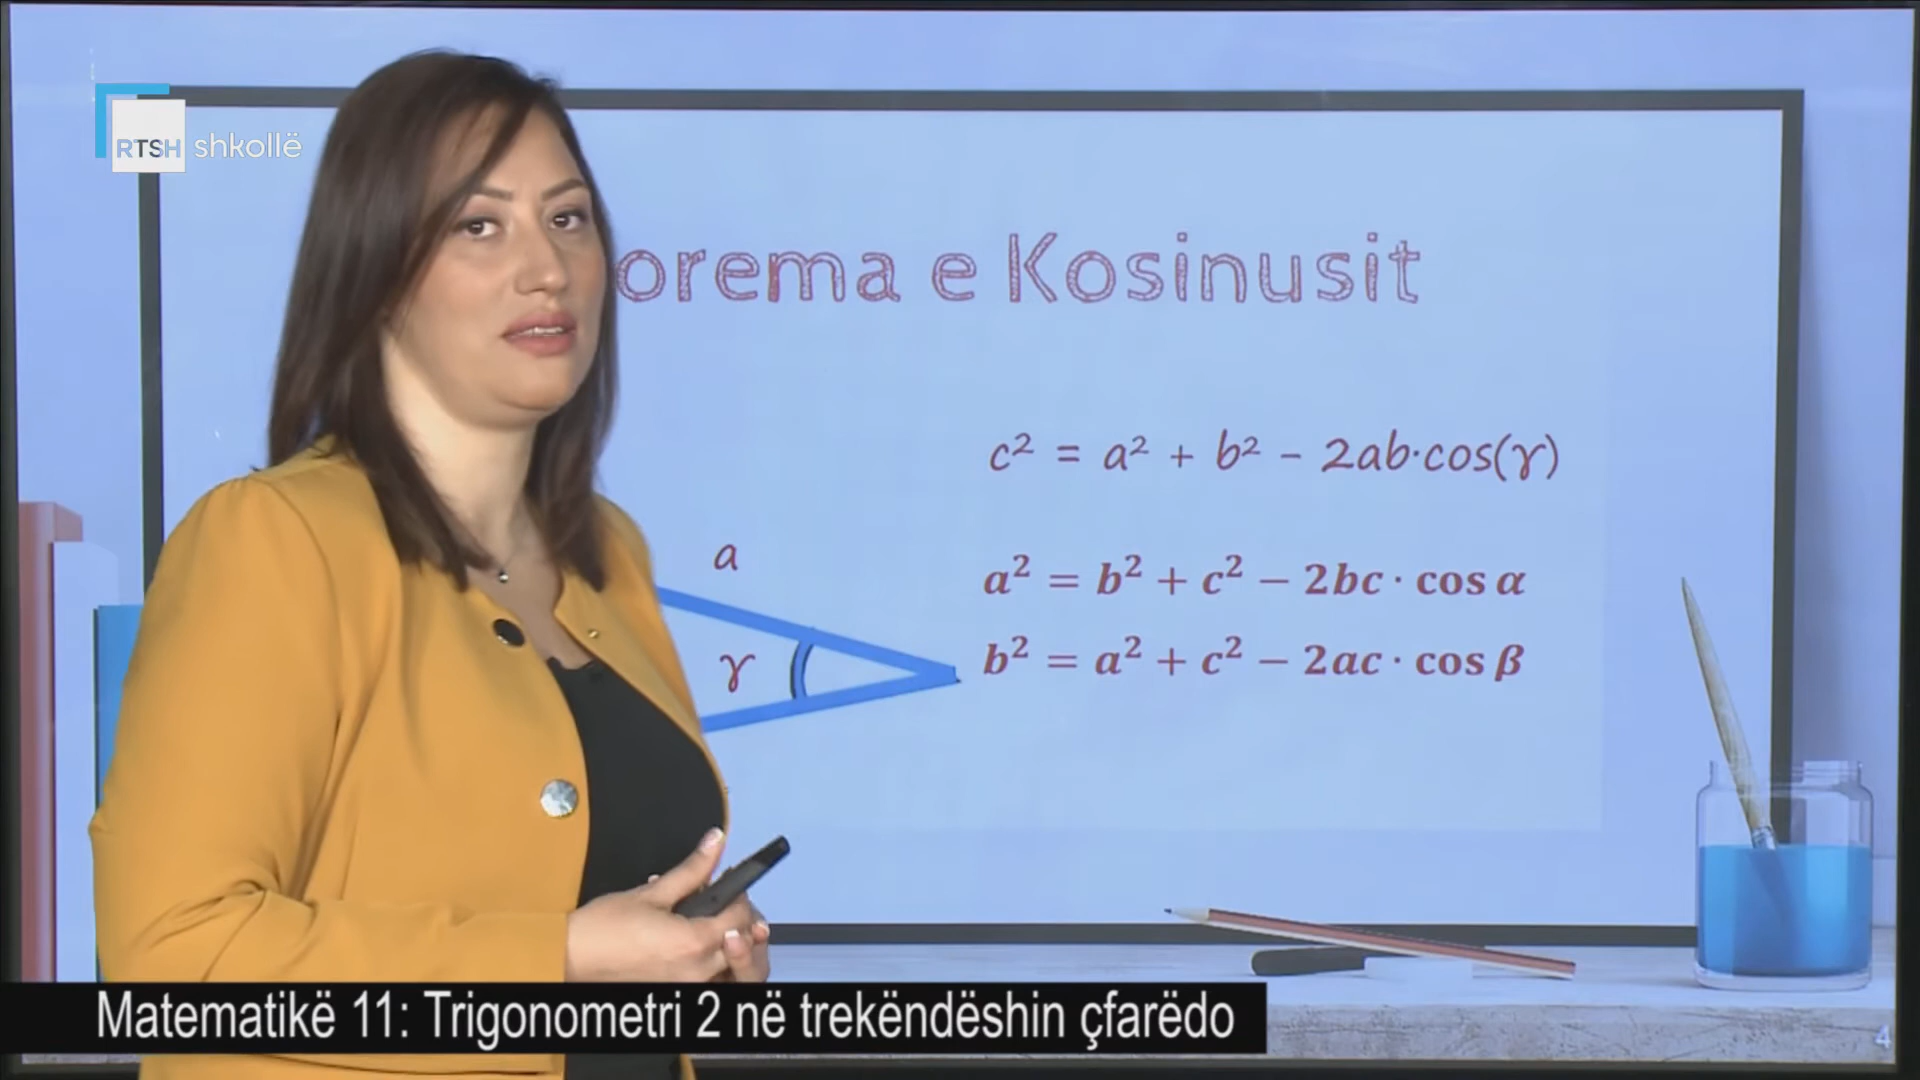 RTSH shkollë
orema e Kosinusit
c² = a² + b² - 2ab·cos(γ)
a
a² = b² + c² − 2bc · cos α
γ
b² = a² + c² − 2ac · cos β
Matematikë 11: Trigonometri 2 në trekëndëshin çfarëdo
4